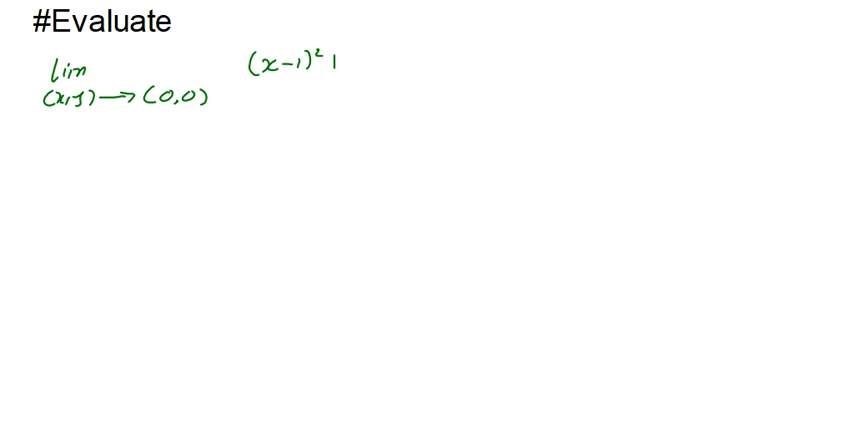 #Evaluate
lim (x-1)² |
(x,y) → (0,0)